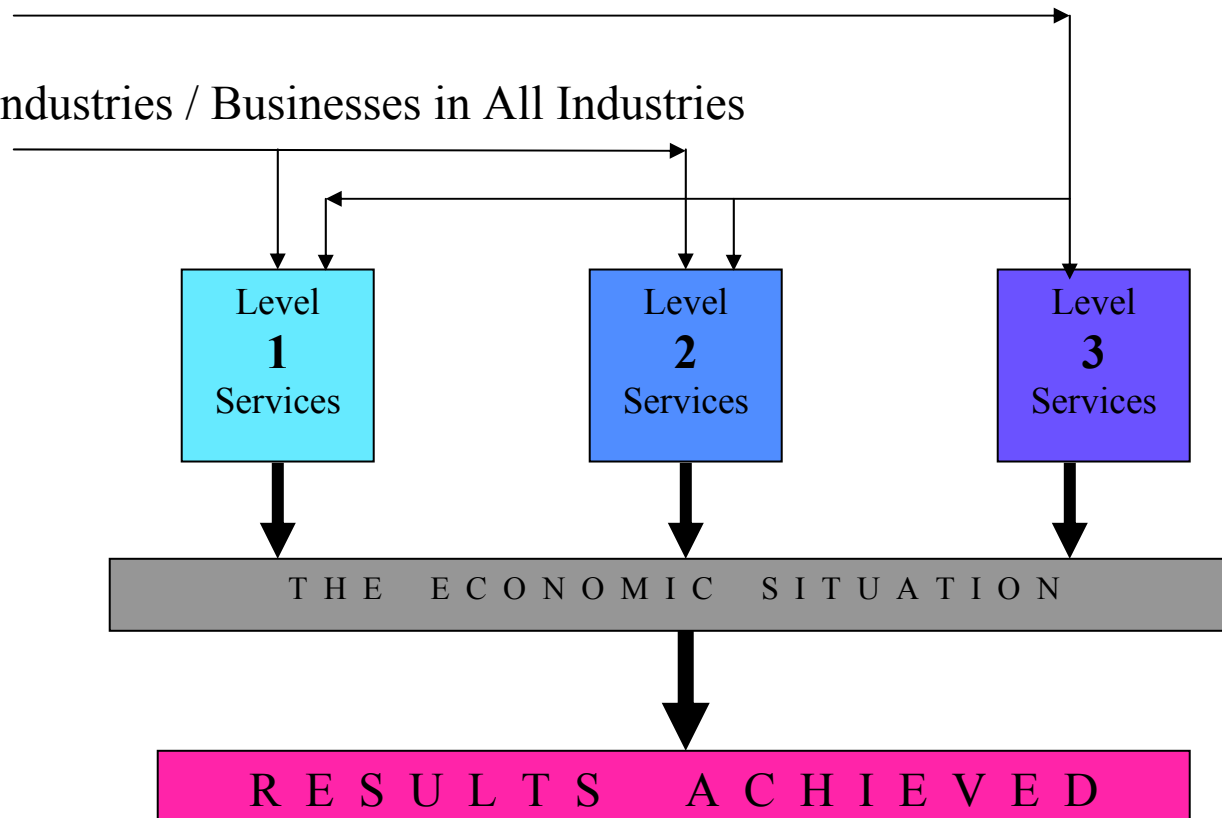 ndustries / Businesses in All Industries
Level
1
Services
Level
2
Services
Level
3
Services
THE ECONOMIC SITUATION
RESULTS ACHIEVED